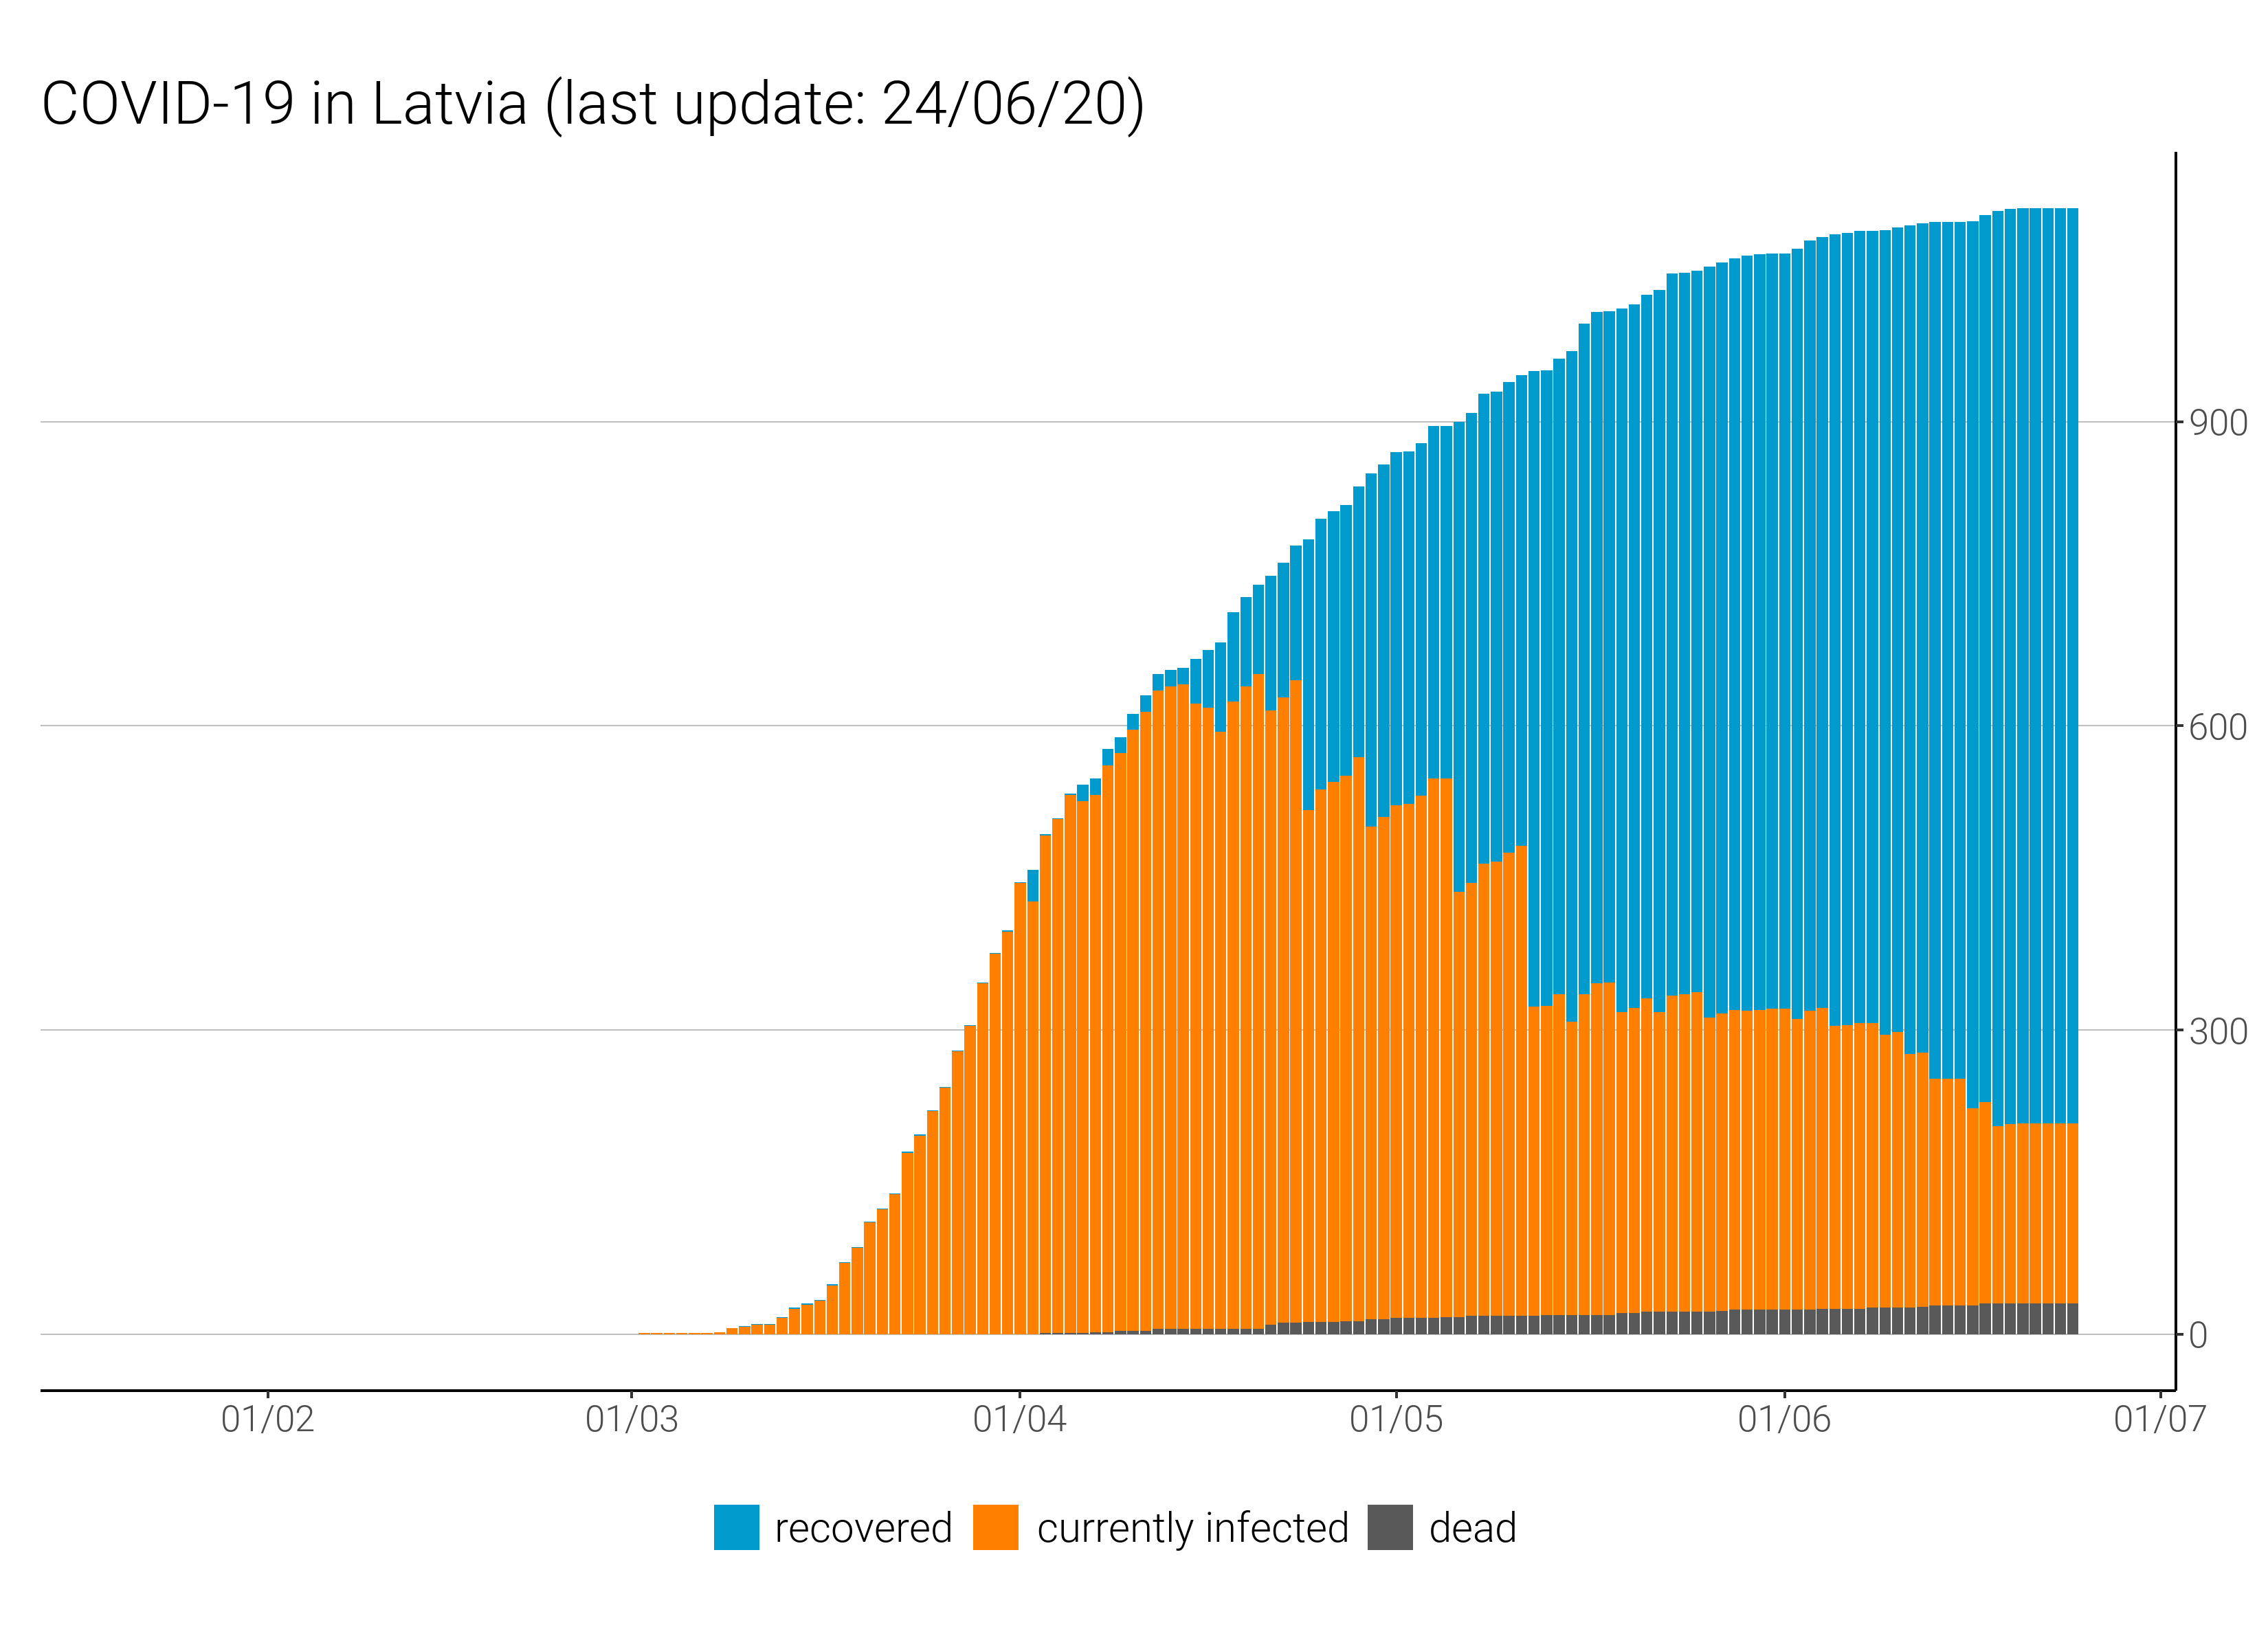 COVID-19 in Latvia (last update: 24/06/20)
900
600
300
0
01/02 01/03 01/04 01/05 01/06 01/07
recovered currently infected dead